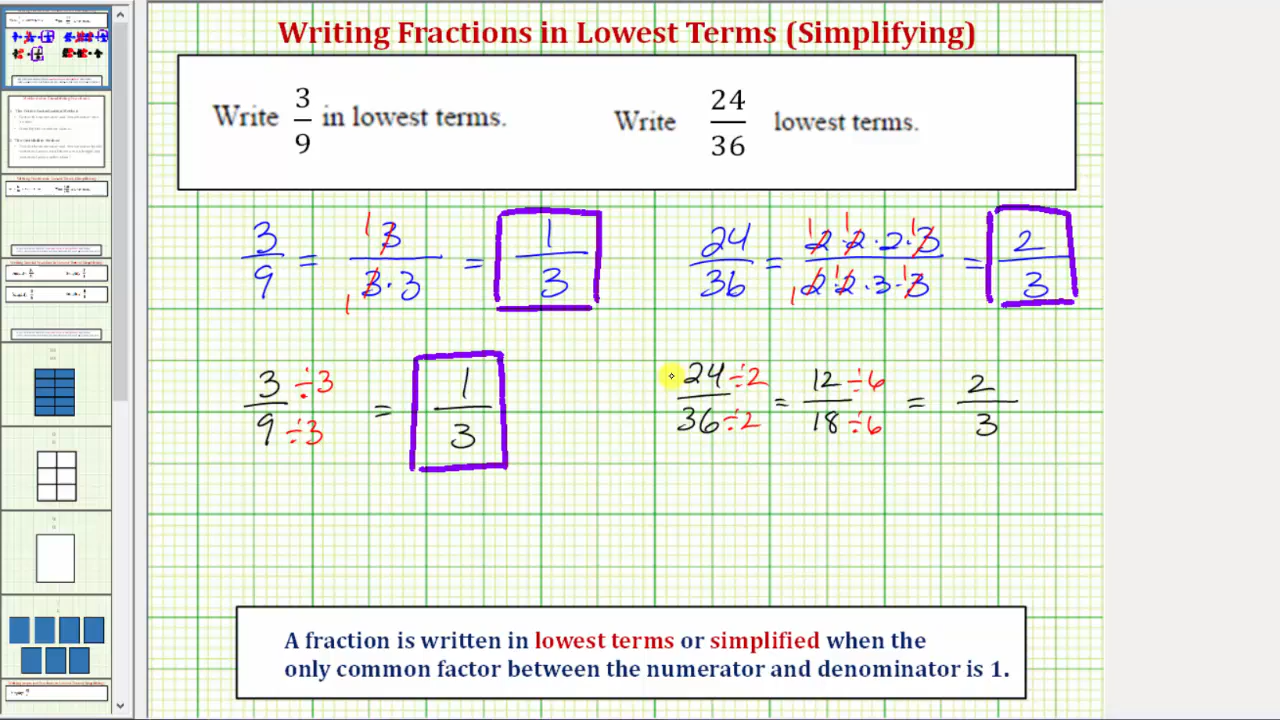 Writing Fractions in Lowest Terms (Simplifying)
Write 3/9 in lowest terms.
Write 24/36 lowest terms.
3/9 = 3/(3·3) = 1/3
1 1
24/36 = (2·2·2·3)/(2·2·3·3) = 2/3
1 1 1 1 1 1
3÷3/9÷3 = 1/3
24÷2/36÷2 = 12÷6/18÷6 = 2/3
A fraction is written in lowest terms or simplified when the
only common factor between the numerator and denominator is 1.